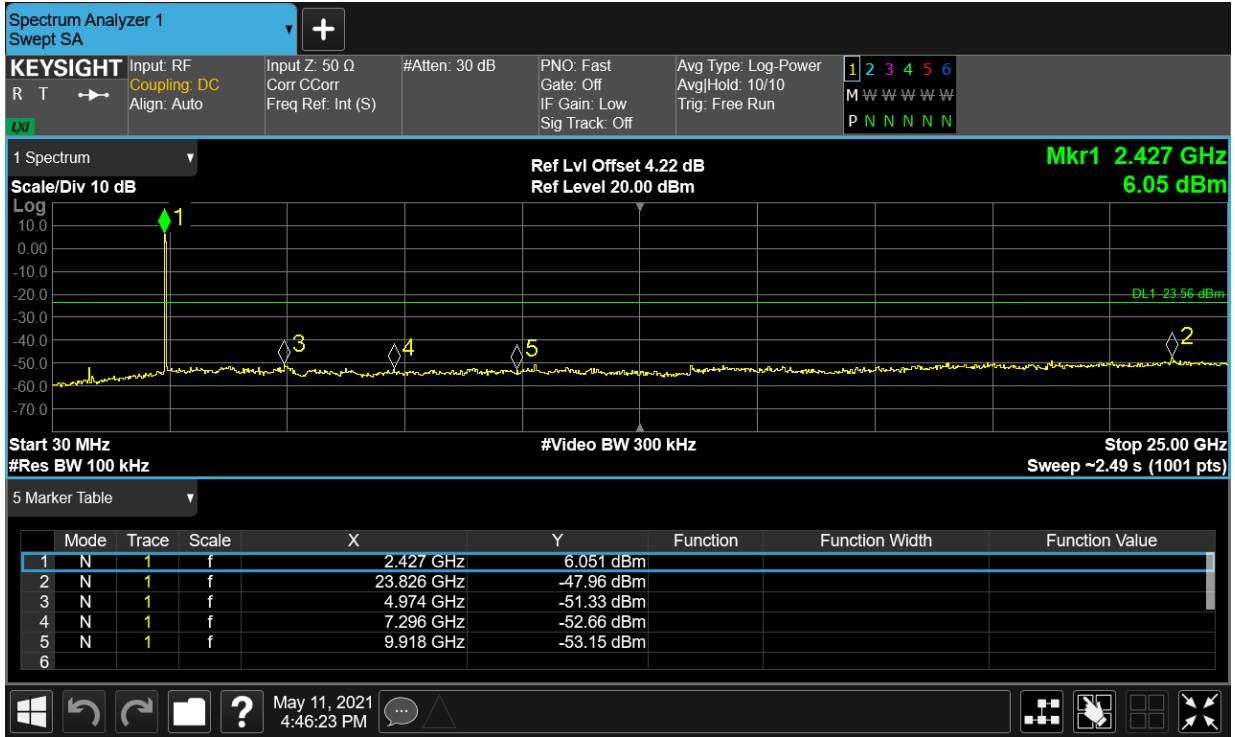 Spectrum Analyzer 1
Swept SA
KEYSIGHT
R T
LXI
Input: RF
Coupling: DC
Align: Auto
Input Z: 50 Ω
Corr CCorr
Freq Ref: Int (S)
#Atten: 30 dB
PNO: Fast
Gate: Off
IF Gain: Low
Sig Track: Off
Avg Type: Log-Power
Avg|Hold: 10/10
Trig: Free Run
1 2 3 4 5 6
M W W W W W
P N N N N N
1 Spectrum
Scale/Div 10 dB
Ref Lvl Offset 4.22 dB
Ref Level 20.00 dBm
Mkr1 2.427 GHz
6.05 dBm
Log
10.0
0.00
-10.0
-20.0
-30.0
-40.0
-50.0
-60.0
-70.0
1
3
4
5
2
DL1 -23.56 dBm
Start 30 MHz
#Res BW 100 kHz
#Video BW 300 kHz
Stop 25.00 GHz
Sweep ~2.49 s (1001 pts)
5 Marker Table
Mode Trace Scale X Y Function Function Width Function Value
1 N 1 f 2.427 GHz 6.051 dBm
2 N 1 f 23.826 GHz -47.96 dBm
3 N 1 f 4.974 GHz -51.33 dBm
4 N 1 f 7.296 GHz -52.66 dBm
5 N 1 f 9.918 GHz -53.15 dBm
6
?
May 11, 2021
4:46:23 PM